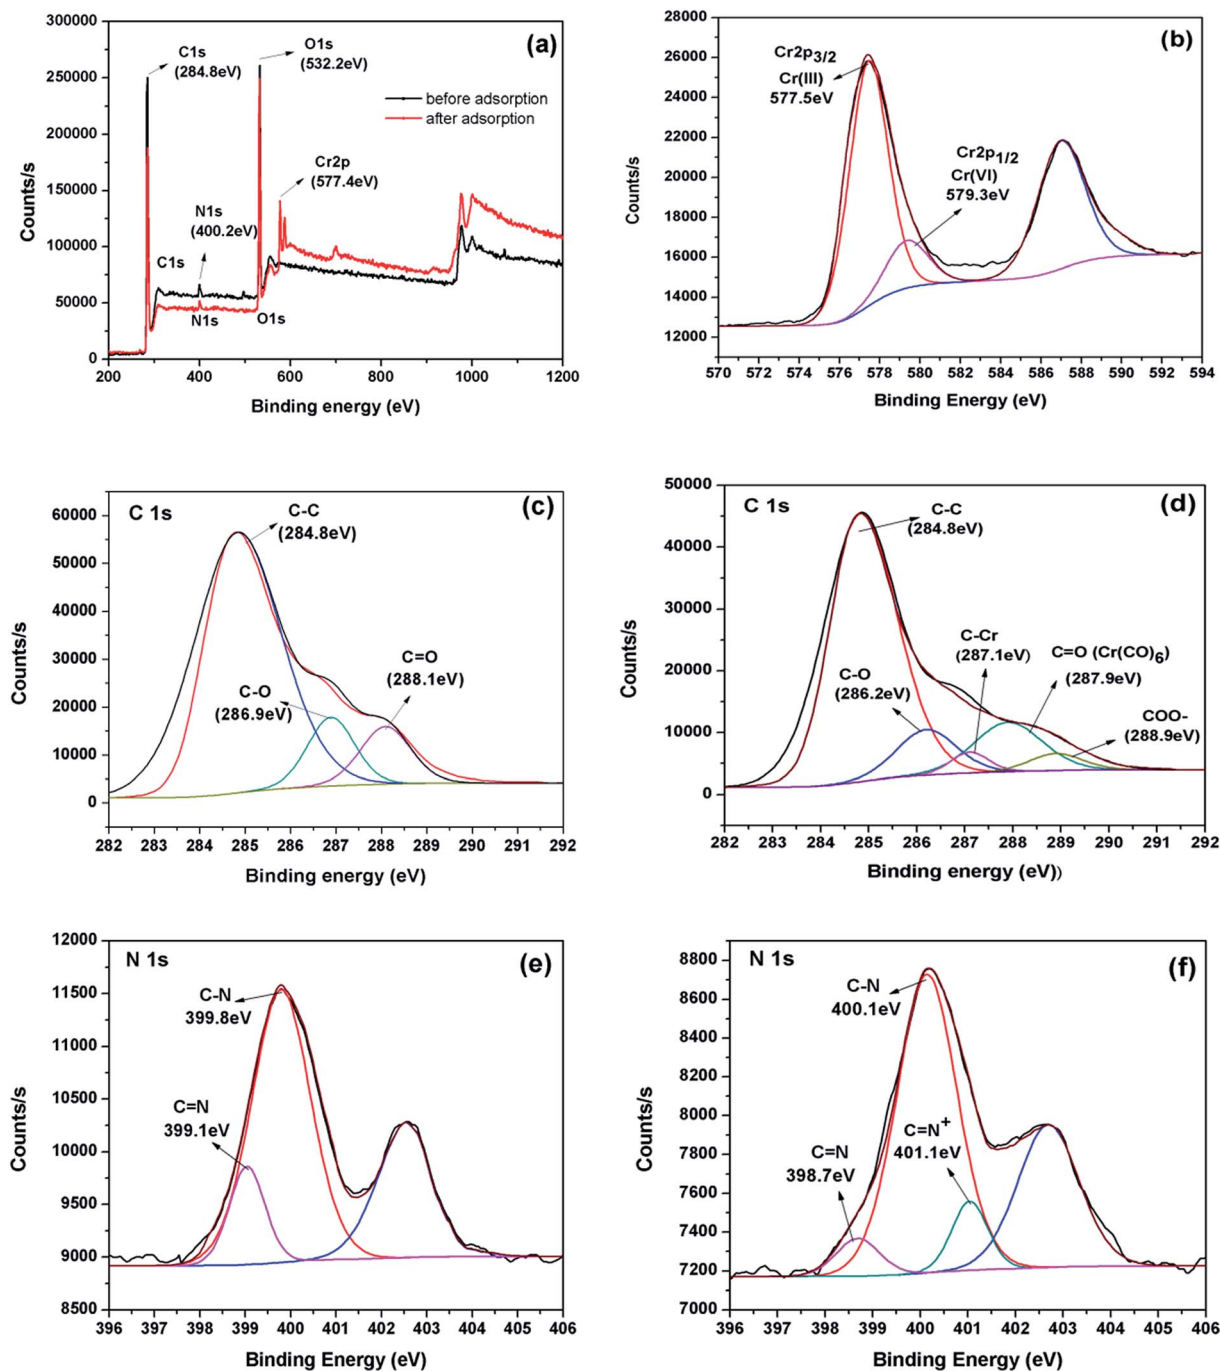 (a)
C1s
(284.8eV)
O1s
(532.2eV)
before adsorption
after adsorption
Cr2p
(577.4eV)
N1s
(400.2eV)
C1s
N1s
O1s
300000
250000
200000
150000
100000
50000
0
200 400 600 800 1000 1200
Counts/s
Binding energy (eV)
(b)
Cr2p3/2
Cr(III)
577.5eV
Cr2p1/2
Cr(VI)
579.3eV
28000
26000
24000
22000
20000
18000
16000
14000
12000
570 572 574 576 578 580 582 584 586 588 590 592 594
Counts/s
Binding Energy (eV)
C 1s
(c)
C-C
(284.8eV)
C=O
(288.1eV)
C-O
(286.9eV)
60000
50000
40000
30000
20000
10000
0
282 283 284 285 286 287 288 289 290 291 292
Counts/s
Binding energy (eV)
C 1s
(d)
C-C
(284.8eV)
C-Cr
(287.1eV)
C=O (Cr(CO)6)
(287.9eV)
C-O
(286.2eV)
COO-
(288.9eV)
50000
40000
30000
20000
10000
0
282 283 284 285 286 287 288 289 290 291 292
Counts/s
Binding energy (eV))
N 1s
(e)
C-N
399.8eV
C=N
399.1eV
12000
11500
11000
10500
10000
9500
9000
8500
396 397 398 399 400 401 402 403 404 405 406
Counts/s
Binding Energy (eV)
N 1s
(f)
C-N
400.1eV
C=N+
401.1eV
C=N
398.7eV
8800
8600
8400
8200
8000
7800
7600
7400
7200
7000
396 397 398 399 400 401 402 403 404 405 406
Counts/s
Binding Energy (eV)